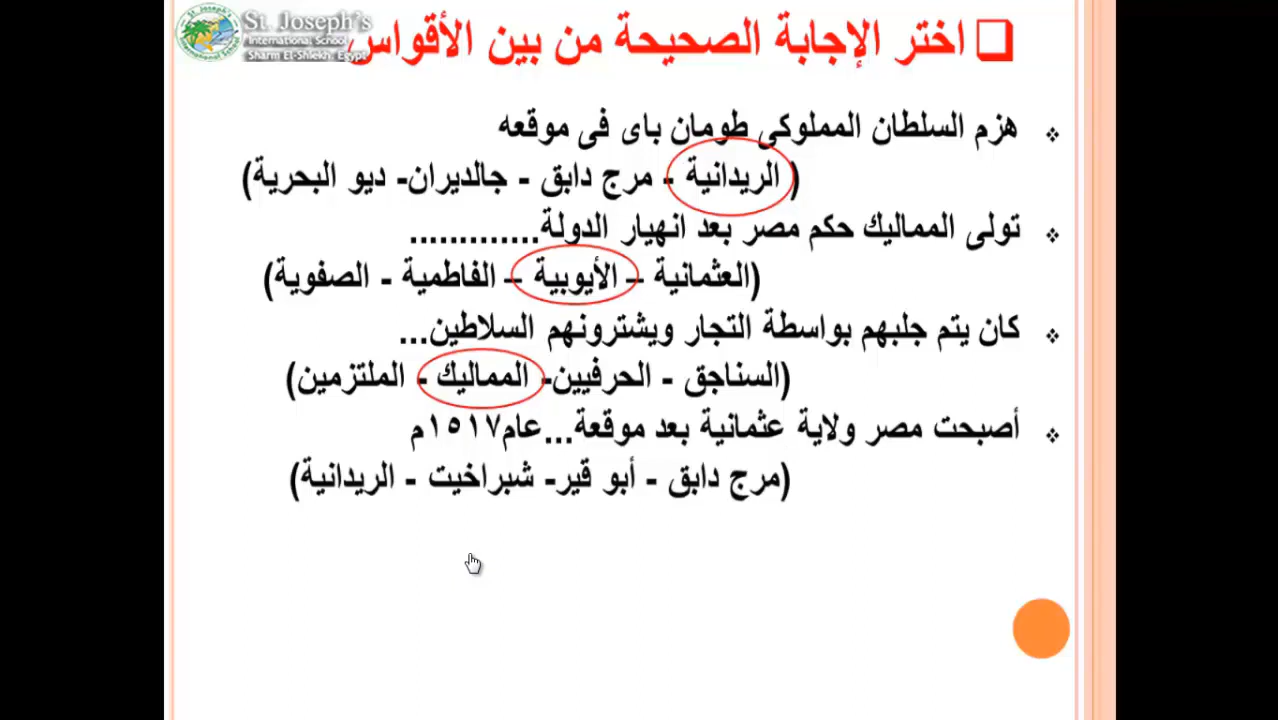 St. Joseph's
International School
Sharm El-Shiekh, Egypt
اختر الإجابة الصحيحة من بين الأقواس
هزم السلطان المملوكى طومان باى فى موقعه
( الريدانية - مرج دابق - جالديران- ديو البحرية)
تولى المماليك حكم مصر بعد انهيار الدولة.............
(العثمانية – الأيوبية – الفاطمية - الصفوية)
كان يتم جلبهم بواسطة التجار ويشترونهم السلاطين...
(السناجق - الحرفيين- المماليك - الملتزمين)
أصبحت مصر ولاية عثمانية بعد موقعة...عام١٥١٧م
(مرج دابق - أبو قير- شبراخيت - الريدانية)